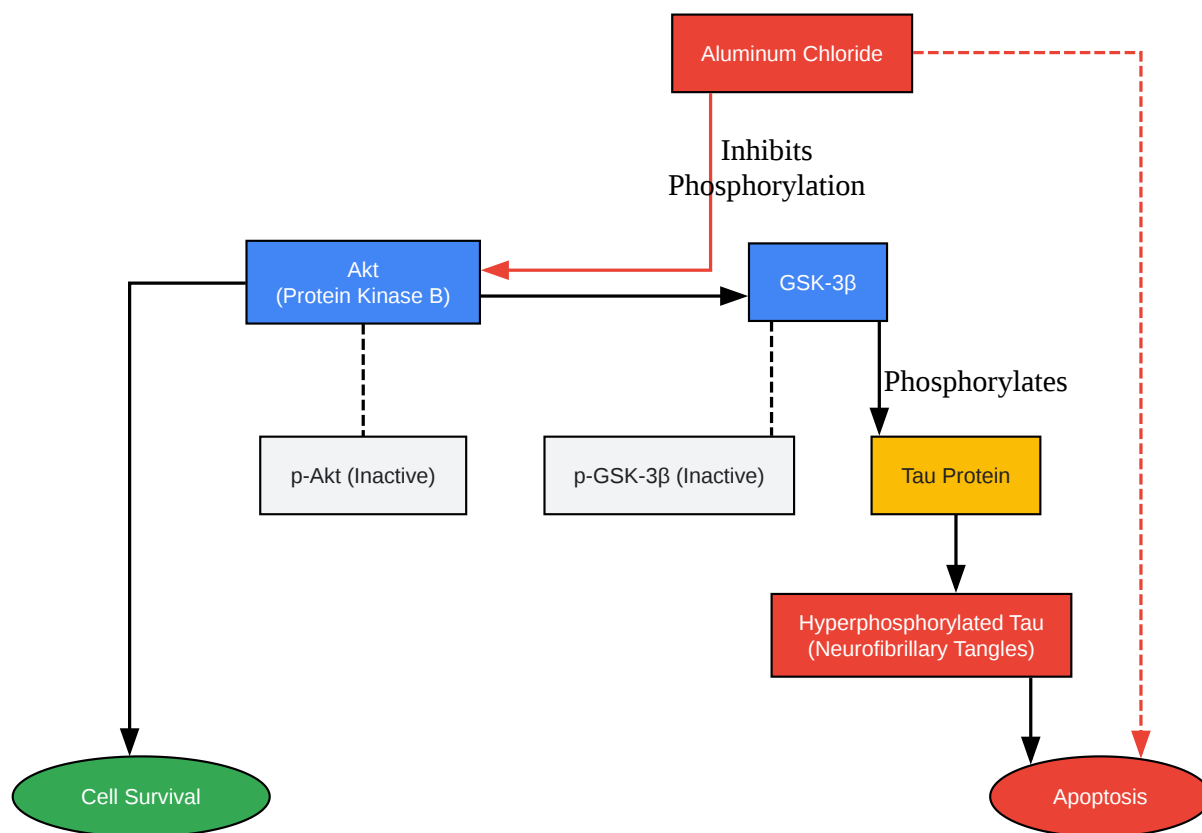 Aluminum Chloride
Inhibits
Phosphorylation
Akt
(Protein Kinase B)
GSK-3β
Phosphorylates
p-Akt (Inactive)
p-GSK-3β (Inactive)
Tau Protein
Hyperphosphorylated Tau
(Neurofibrillary Tangles)
Cell Survival
Apoptosis